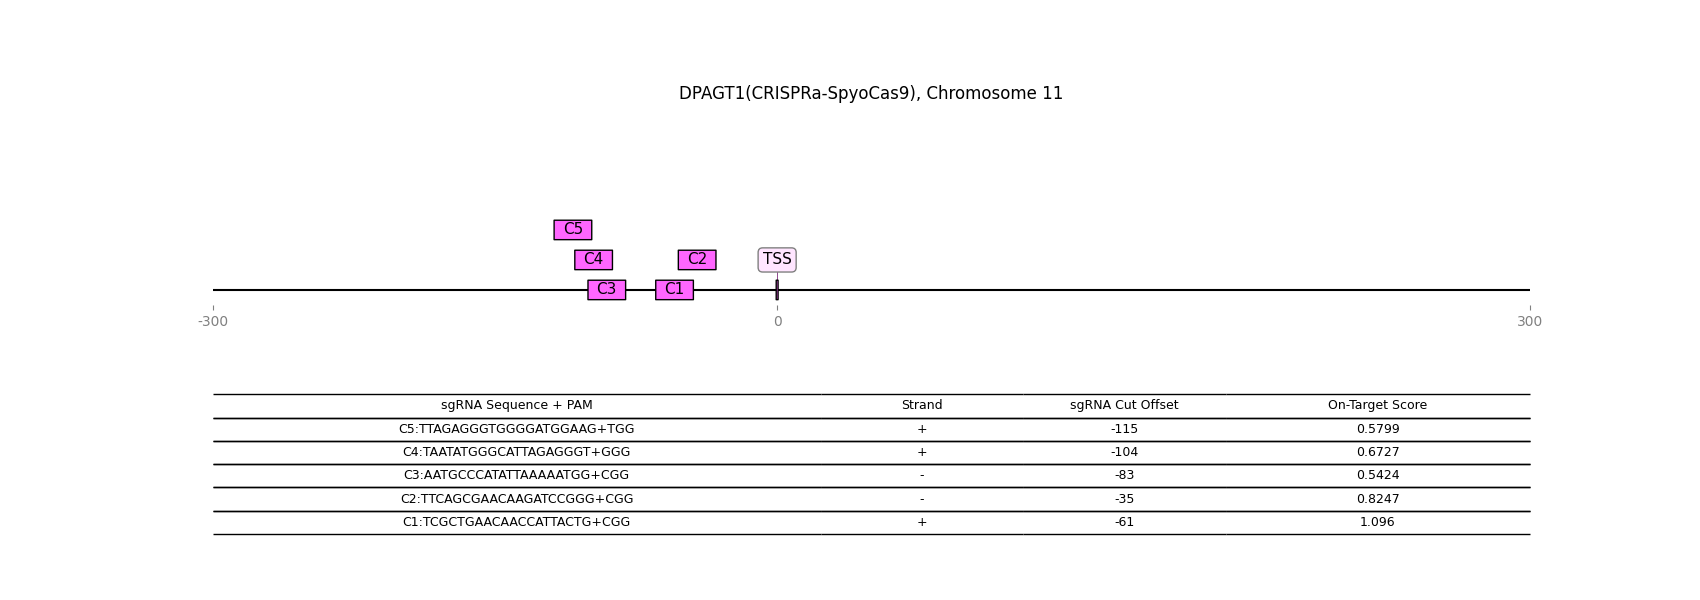 DPAGT1(CRISPRa-SpyoCas9), Chromosome 11
C5
C4 C2 TSS
C3 C1
-300 0 300
sgRNA Sequence + PAM Strand sgRNA Cut Offset On-Target Score
C5:TTAGAGGGTGGGGATGGAAG+TGG + -115 0.5799
C4:TAATATGGGCATTAGAGGGT+GGG + -104 0.6727
C3:AATGCCCATATTAAAAATGG+CGG - -83 0.5424
C2:TTCAGCGAACAAGATCCGGG+CGG - -35 0.8247
C1:TCGCTGAACAACCATTACTG+CGG + -61 1.096